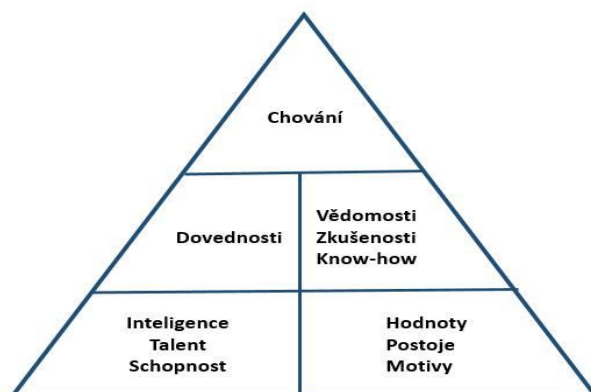 Chování
Dovednosti
Vědomosti
Zkušenosti
Know-how
Inteligence
Talent
Schopnost
Hodnoty
Postoje
Motivy